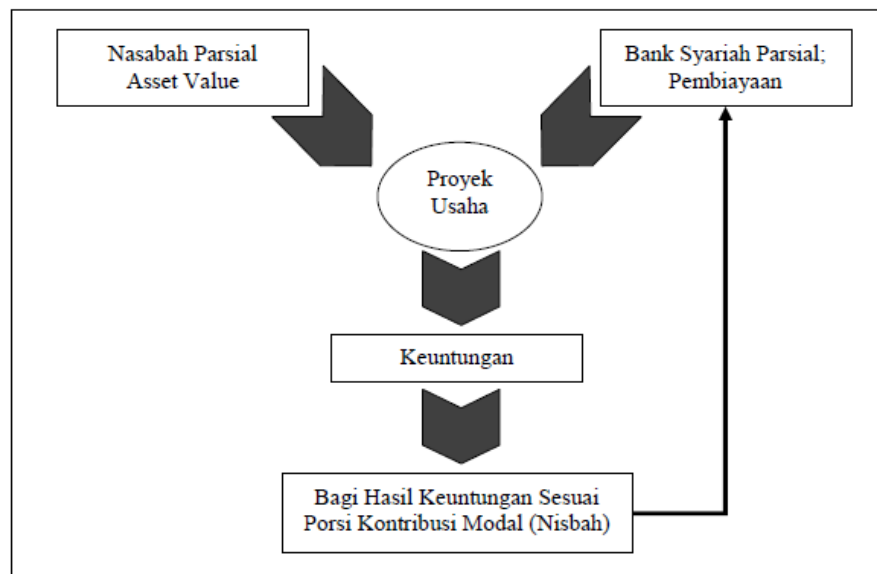 Nasabah Parsial
Asset Value
Bank Syariah Parsial;
Pembiayaan
Proyek
Usaha
Keuntungan
Bagi Hasil Keuntungan Sesuai
Porsi Kontribusi Modal (Nisbah)